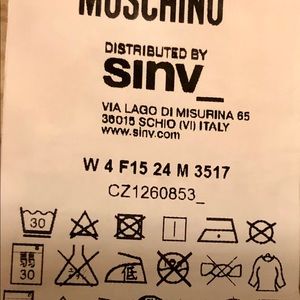 MOSCHINO
DISTRIBUTED BY
sinv_
VIA LAGO DI MISURINA 65
36015 SCHIO (VI) ITALY
www.sinv.com
W 4 F15 24 M 3517
CZ1260853_
30
30 低